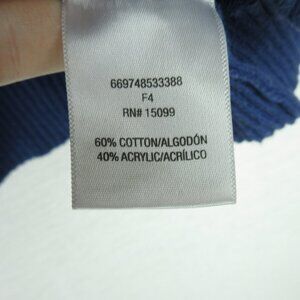 669748533388
F4
RN# 15099
60% COTTON/ALGODÓN
40% ACRYLIC/ACRÍLICO